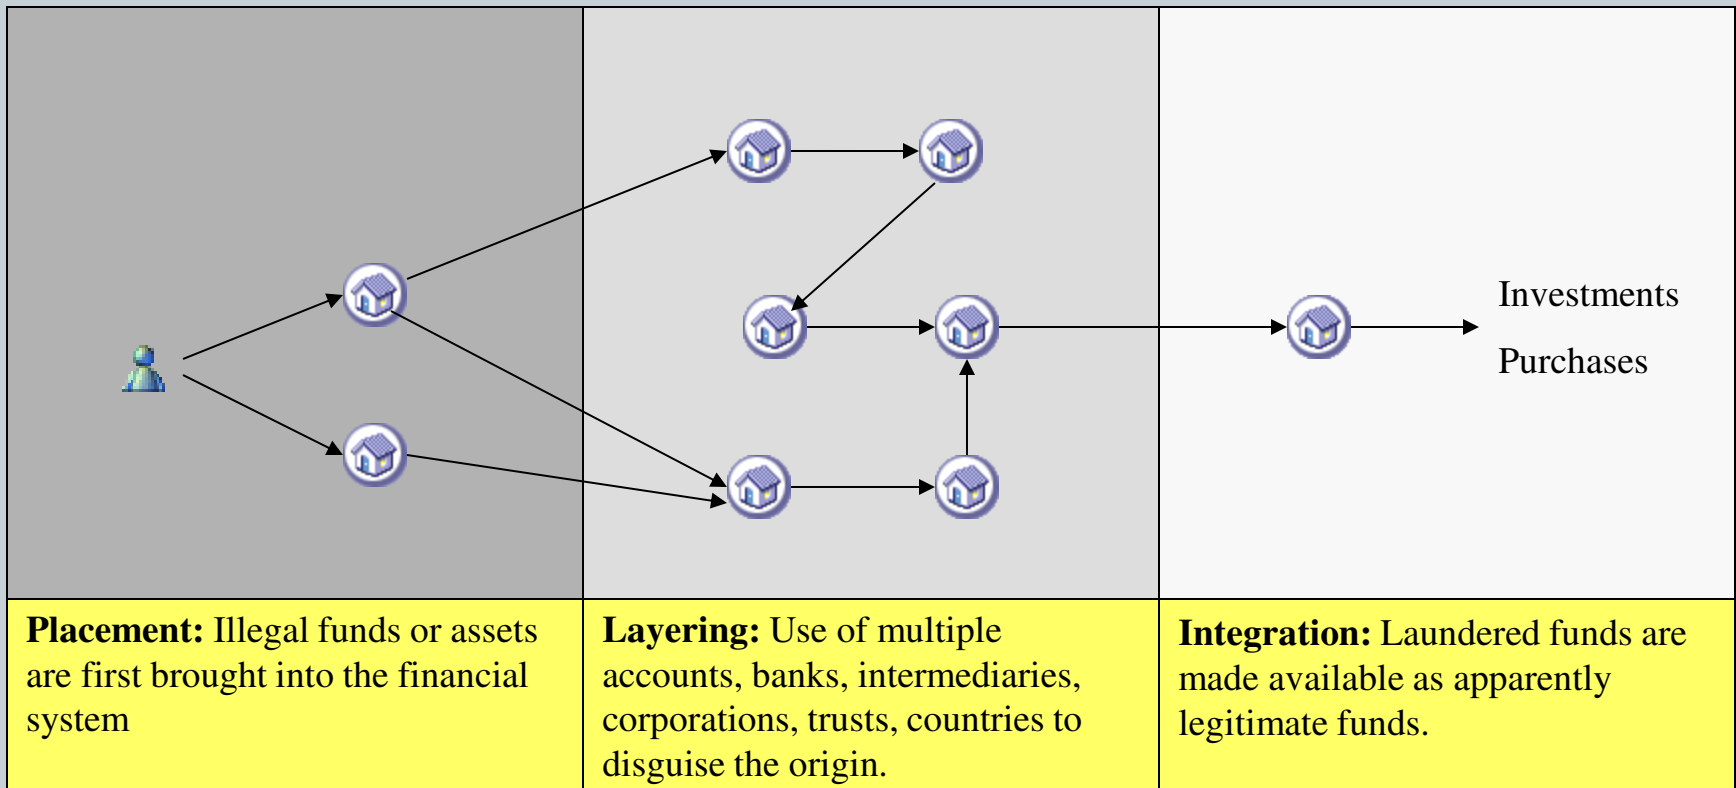 Investments
Purchases
Placement: Illegal funds or assets
are first brought into the financial
system
Layering: Use of multiple
accounts, banks, intermediaries,
corporations, trusts, countries to
disguise the origin.
Integration: Laundered funds are
made available as apparently
legitimate funds.